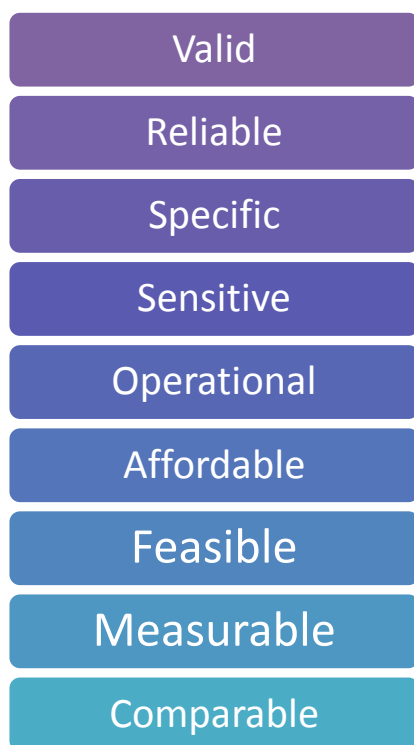 Valid
Reliable
Specific
Sensitive
Operational
Affordable
Feasible
Measurable
Comparable